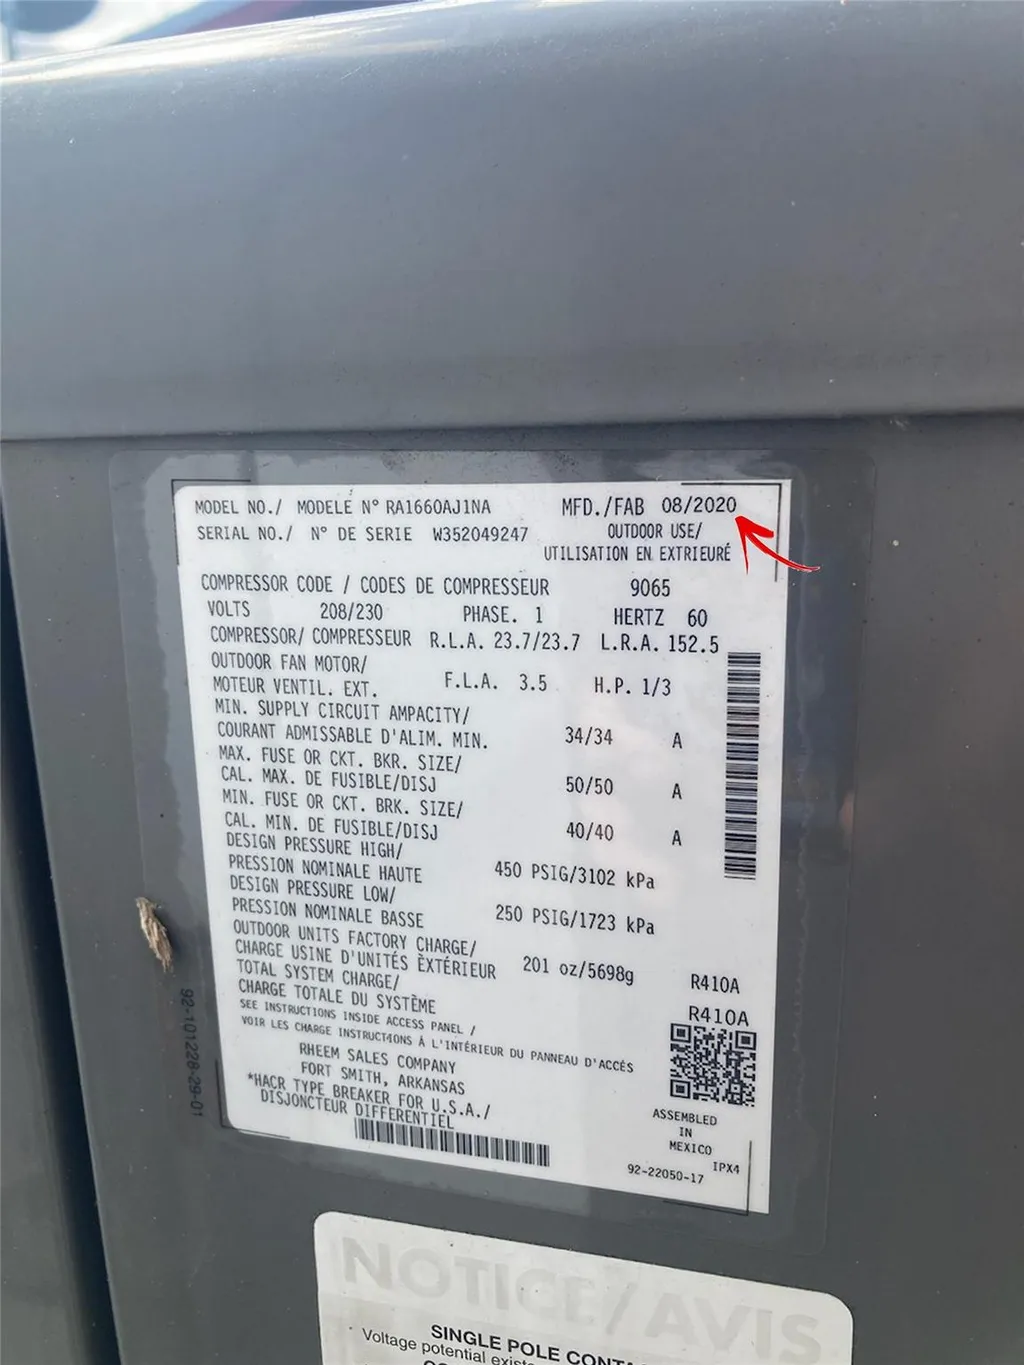 MODEL NO./ MODELE N° RA1660AJ1NA MFD./FAB 08/2020
SERIAL NO./ N° DE SERIE W352049247 OUTDOOR USE/
UTILISATION EN EXTRIEURÉ
COMPRESSOR CODE / CODES DE COMPRESSEUR 9065
VOLTS 208/230 PHASE. 1 HERTZ 60
COMPRESSOR/ COMPRESSEUR R.L.A. 23.7/23.7 L.R.A. 152.5
OUTDOOR FAN MOTOR/
MOTEUR VENTIL. EXT. F.L.A. 3.5 H.P. 1/3
MIN. SUPPLY CIRCUIT AMPACITY/
COURANT ADMISSABLE D'ALIM. MIN. 34/34 A
MAX. FUSE OR CKT. BKR. SIZE/
CAL. MAX. DE FUSIBLE/DISJ 50/50 A
MIN. FUSE OR CKT. BRK. SIZE/
CAL. MIN. DE FUSIBLE/DISJ 40/40 A
DESIGN PRESSURE HIGH/
PRESSION NOMINALE HAUTE 450 PSIG/3102 kPa
DESIGN PRESSURE LOW/
PRESSION NOMINALE BASSE 250 PSIG/1723 kPa
OUTDOOR UNITS FACTORY CHARGE/
CHARGE USINE D'UNITÉS ÈXTÉRIEUR 201 oz/5698g R410A
TOTAL SYSTEM CHARGE/
CHARGE TOTALE DU SYSTÈME R410A
SEE INSTRUCTIONS INSIDE ACCESS PANEL /
VOIR LES CHARGE INSTRUCTIONS À L'INTÉRIEUR DU PANNEAU D'ACCÉS
RHEEM SALES COMPANY
FORT SMITH, ARKANSAS
*HACR TYPE BREAKER FOR U.S.A./
DISJONCTEUR DIFFERENTIEL
ASSEMBLED
IN
MEXICO
IPX4
92-22050-17
92-101228-29-01
NOTICE/AVIS
SINGLE POLE
Voltage potential